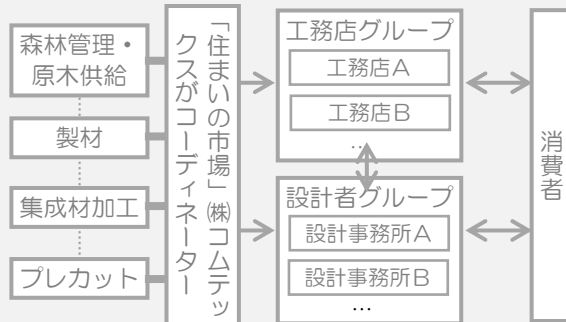 森林管理・
原木供給
製材
集成材加工
プレカット
「住まいの市場」㈱コムテッ
クスがコーディネーター
工務店グループ
工務店A
工務店B
…
設計者グループ
設計事務所A
設計事務所B
…
消費者